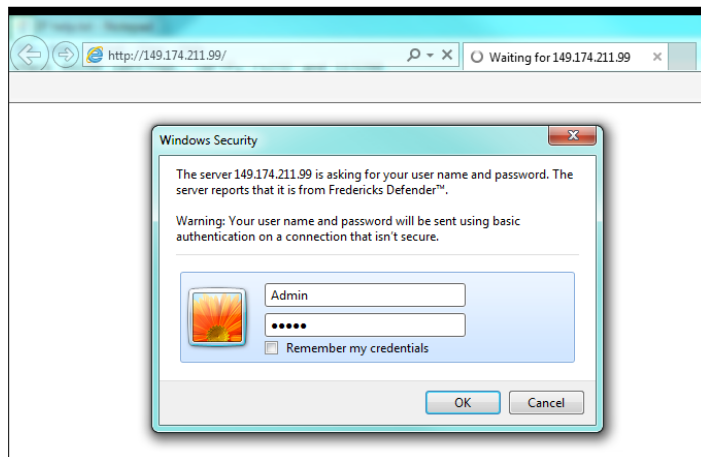 http://149.174.211.99/
Waiting for 149.174.211.99
Windows Security
The server 149.174.211.99 is asking for your user name and password. The
server reports that it is from Fredericks Defender™.
Warning: Your user name and password will be sent using basic
authentication on a connection that isn't secure.
Admin
•••••
Remember my credentials
OK
Cancel